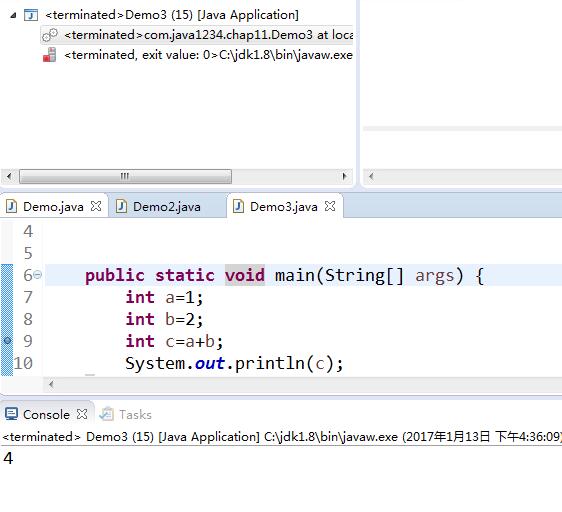 <terminated>Demo3 (15) [Java Application]
<terminated>com.java1234.chap11.Demo3 at loca
<terminated, exit value: 0>C:\jdk1.8\bin\javaw.exe
Demo.java Demo2.java Demo3.java
4
5
6 public static void main(String[] args) {
7 int a=1;
8 int b=2;
9 int c=a+b;
10 System.out.println(c);
Console Tasks
<terminated> Demo3 (15) [Java Application] C:\jdk1.8\bin\javaw.exe (2017年1月13日 下午4:36:09)
4